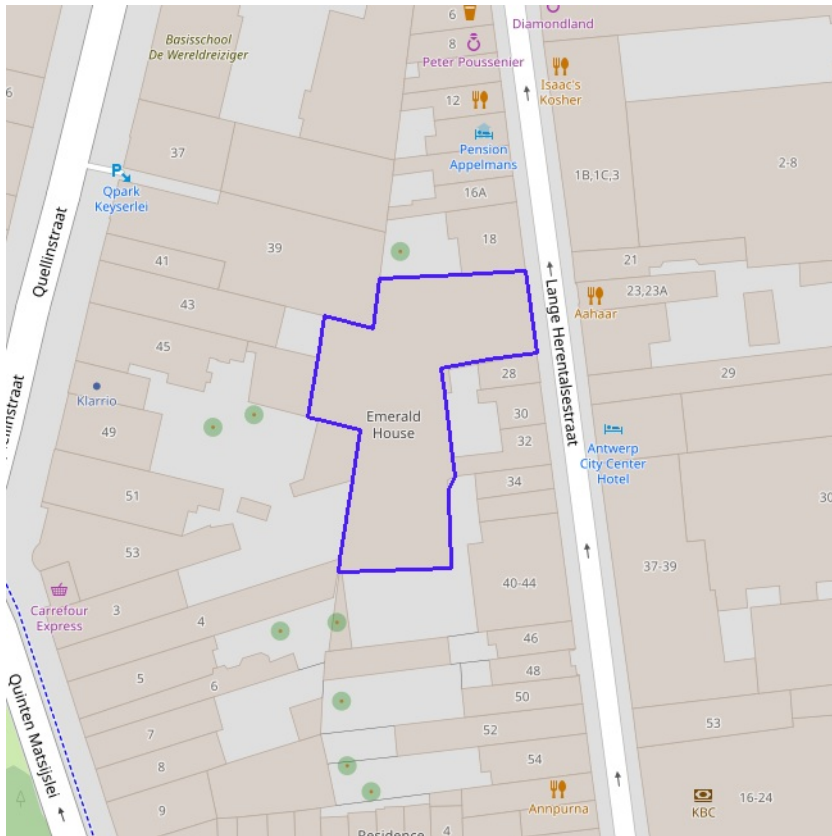 6
Diamondland
Basisschool
De Wereldreiziger
8
Peter Poussenier
Isaac's
Kosher
12
Pension
Appelmans
37
2-8
1B,1C,3
Qpark
Keyserlei
16A
Quellinstraat
39
18
41
21
43
23,23A
Aahaar
Lange Herentalsestraat
45
28
29
Klarrio
Emerald
House
30
49
32
Antwerp
City Center
Hotel
34
51
30
53
37-39
40-44
Carrefour
Express
3
4
46
48
5
6
50
Quinten Matsijslei
52
53
7
54
8
16-24
Annpurna
KBC
9
4
Residence